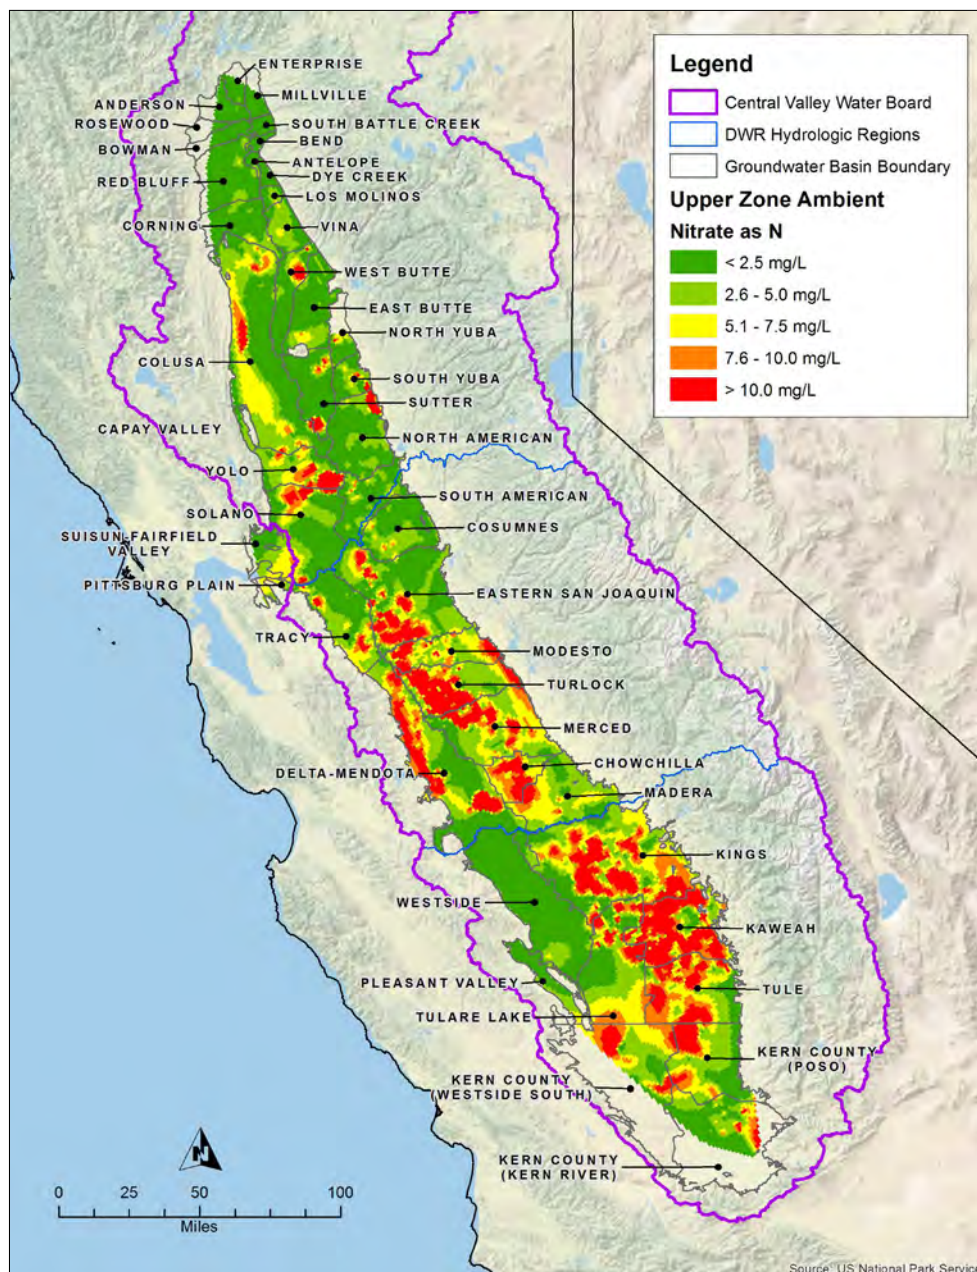 ENTERPRISE
MILLVILLE
ANDERSON
ROSEWOOD
SOUTH BATTLE CREEK
BEND
BOWMAN
ANTELOPE
DYE CREEK
RED BLUFF
LOS MOLINOS
CORNING
VINA
WEST BUTTE
EAST BUTTE
NORTH YUBA
COLUSA
SOUTH YUBA
SUTTER
CAPAY VALLEY
NORTH AMERICAN
YOLO
SOUTH AMERICAN
SOLANO
COSUMNES
SUISUN-FAIRFIELD
VALLEY
PITTSBURG PLAIN
EASTERN SAN JOAQUIN
TRACY
MODESTO
TURLOCK
MERCED
CHOWCHILLA
DELTA-MENDOTA
MADERA
KINGS
WESTSIDE
KAWEAH
PLEASANT VALLEY
TULE
TULARE LAKE
KERN COUNTY
(POSO)
KERN COUNTY
(WESTSIDE SOUTH)
KERN COUNTY
(KERN RIVER)
Legend
Central Valley Water Board
DWR Hydrologic Regions
Groundwater Basin Boundary
Upper Zone Ambient
Nitrate as N
< 2.5 mg/L
2.6 - 5.0 mg/L
5.1 - 7.5 mg/L
7.6 - 10.0 mg/L
> 10.0 mg/L
N
0 25 50 100
Miles
Source: US National Park Service